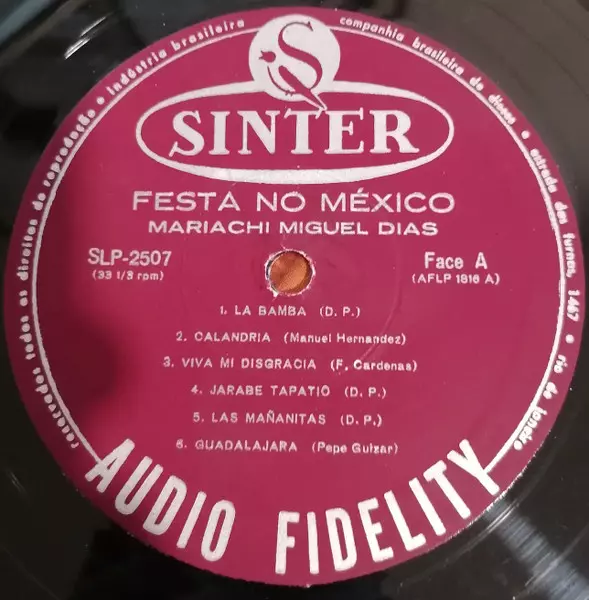 reservados todos os direitos de reprodução • indústria brasileira
companhia brasileira de discos • estrada das furnas, 1467 • rio de janeiro
S
SINTER
FESTA NO MÉXICO
MARIACHI MIGUEL DIAS
SLP-2507
(33 1/3 rpm)
Face A
(AFLP 1816 A)
1. LA BAMBA (D. P.)
2. CALANDRIA (Manuel Hernandez)
3. VIVA MI DISGRACIA (F. Cardenas)
4. JARABE TAPATIO (D. P.)
5. LAS MAÑANITAS (D. P.)
6. GUADALAJARA (Pepe Guizar)
AUDIO FIDELITY